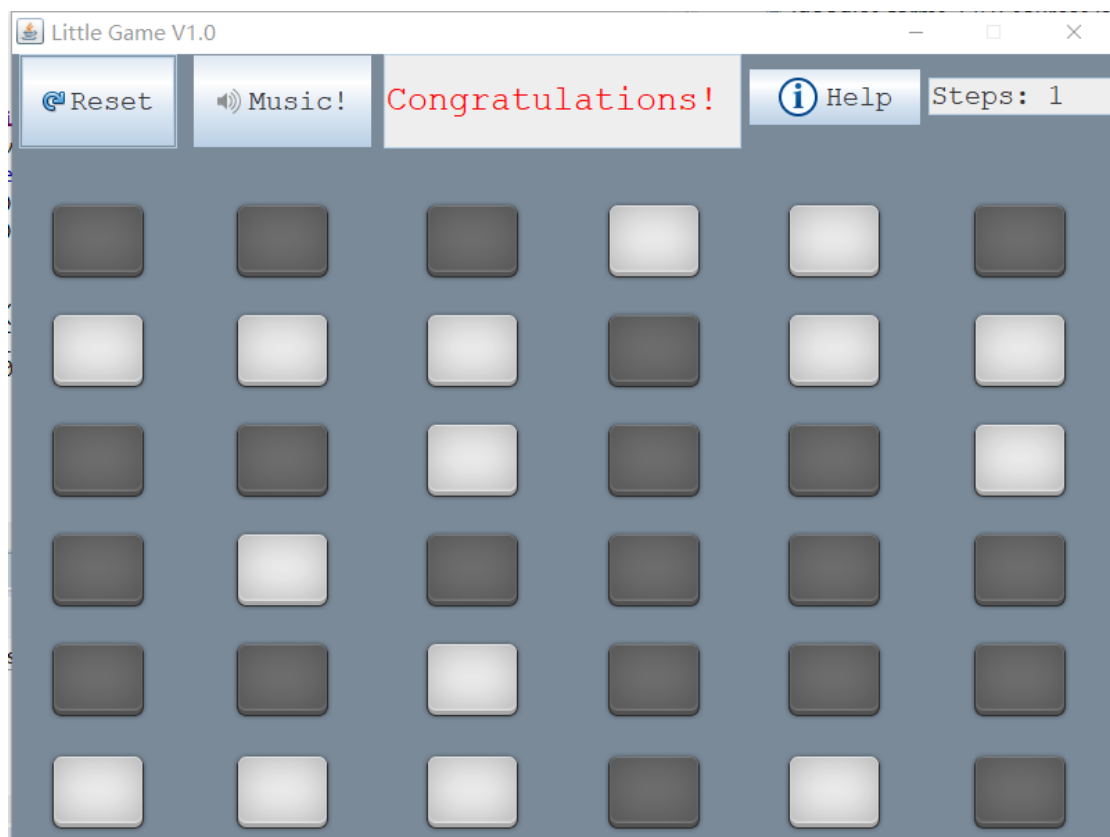 Little Game V1.0
Reset
Music!
Congratulations!
Help
Steps: 1